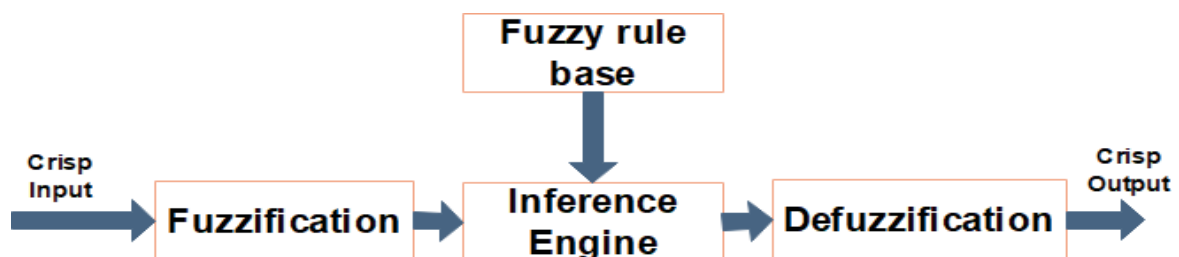 Fuzzy rule
base
Crisp
Input
Fuzzification
Inference
Engine
Defuzzification
Crisp
Output